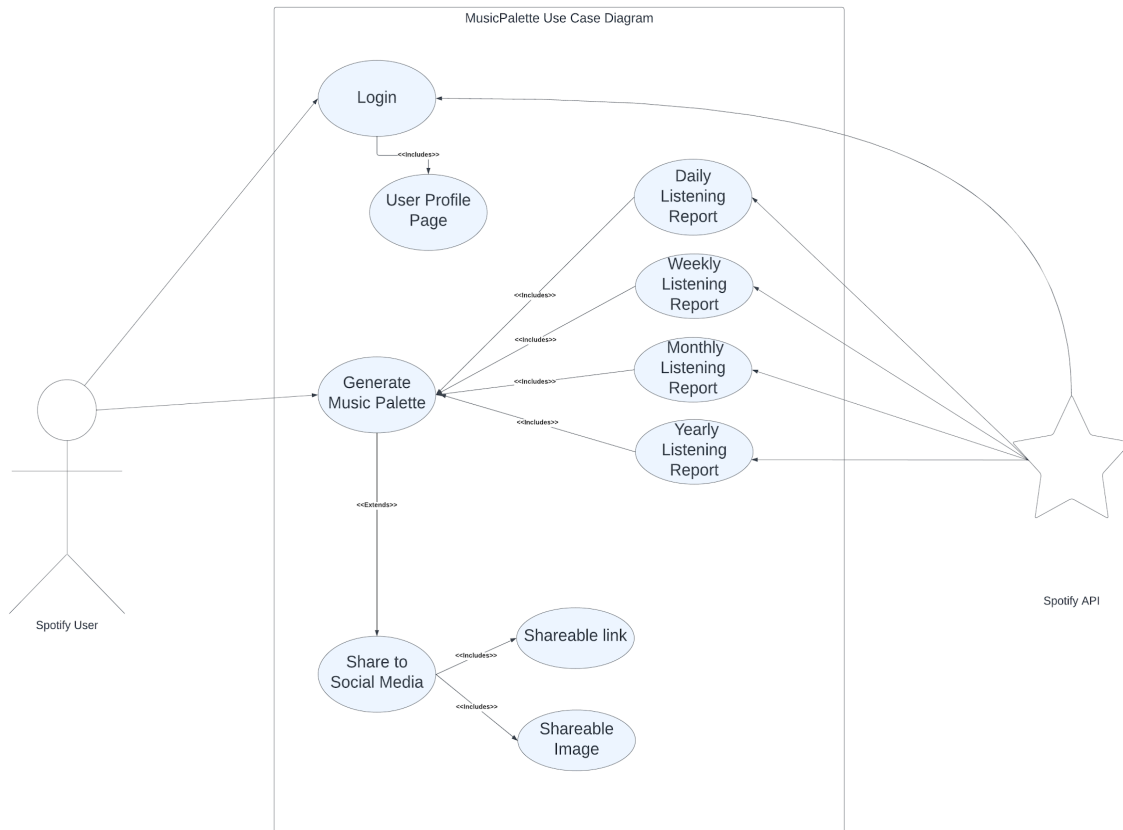 MusicPalette Use Case Diagram
Login
<<Includes>>
User Profile
Page
Daily
Listening
Report
Weekly
Listening
Report
<<Includes>>
<<Includes>>
Monthly
Listening
Report
<<Includes>>
Generate
Music Palette
<<Includes>>
Yearly
Listening
Report
<<Extends>>
Spotify User
Spotify API
Shareable link
<<Includes>>
Share to
Social Media
<<Includes>>
Shareable
Image